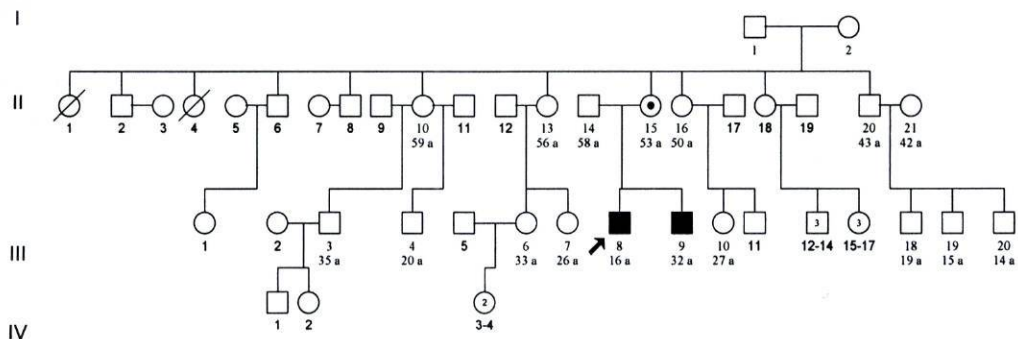 I
1 2
II
1 2 3 4 5 6 7 8 9 10 11 12 13 14 15 16 17 18 19 20 21
59 a 56 a 58 a 53 a 50 a 43 a 42 a
3 3
1 2 3 4 5 6 7 8 9 10 11 12-14 15-17 18 19 20
III
35 a 20 a 33 a 26 a 16 a 32 a 27 a 19 a 15 a 14 a
2
1 2 3-4
IV